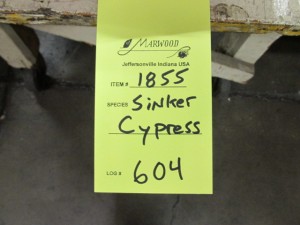 MARWOOD
Jeffersonville Indiana USA
ITEM # 1855
SPECIES Sinker
Cypress
LOG # 604